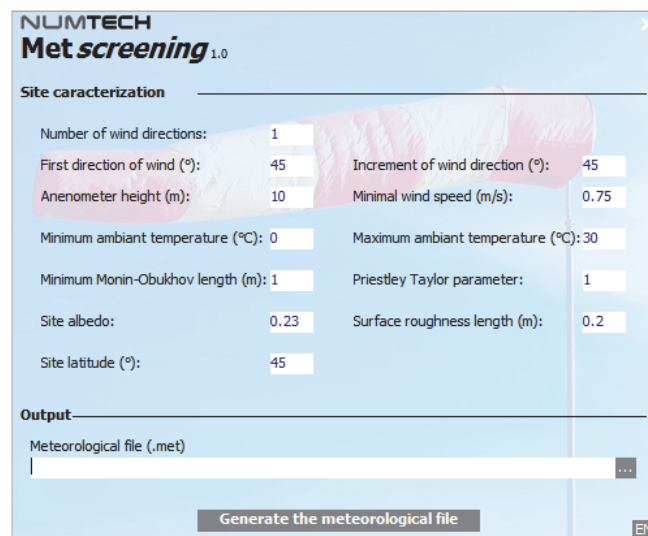 NUMTECH
Met screening 1.0
Site caracterization
Number of wind directions: 1
First direction of wind (°): 45 Increment of wind direction (°): 45
Anenometer height (m): 10 Minimal wind speed (m/s): 0.75
Minimum ambiant temperature (°C): 0 Maximum ambiant temperature (°C): 30
Minimum Monin-Obukhov length (m): 1 Priestley Taylor parameter: 1
Site albedo: 0.23 Surface roughness length (m): 0.2
Site latitude (°): 45
Output
Meteorological file (.met)
...
Generate the meteorological file
EN